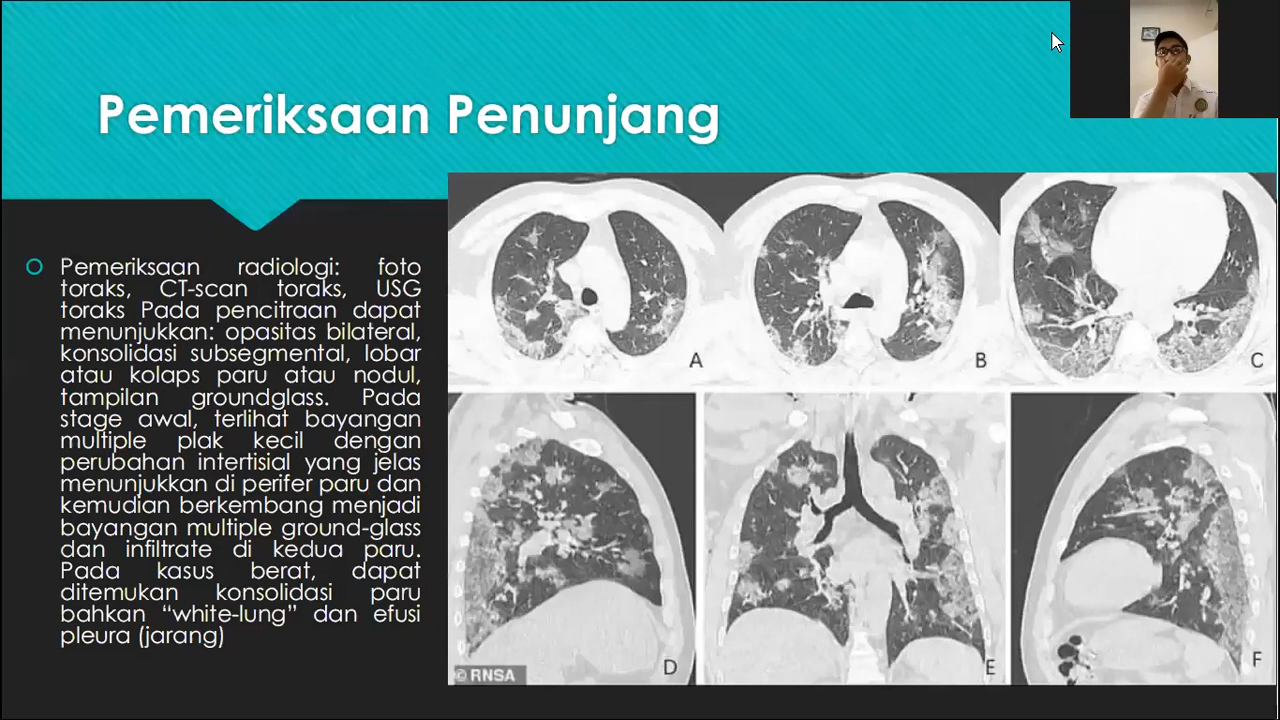 Pemeriksaan Penunjang
Pemeriksaan radiologi: foto
toraks, CT-scan toraks, USG
toraks Pada pencitraan dapat
menunjukkan: opasitas bilateral,
konsolidasi subsegmental, lobar
atau kolaps paru atau nodul,
tampilan groundglass. Pada
stage awal, terlihat bayangan
multiple plak kecil dengan
perubahan intertisial yang jelas
menunjukkan di perifer paru dan
kemudian berkembang menjadi
bayangan multiple ground-glass
dan infiltrate di kedua paru.
Pada kasus berat, dapat
ditemukan konsolidasi paru
bahkan “white-lung” dan efusi
pleura (jarang)
A
B
C
D
E
F
© RNSA